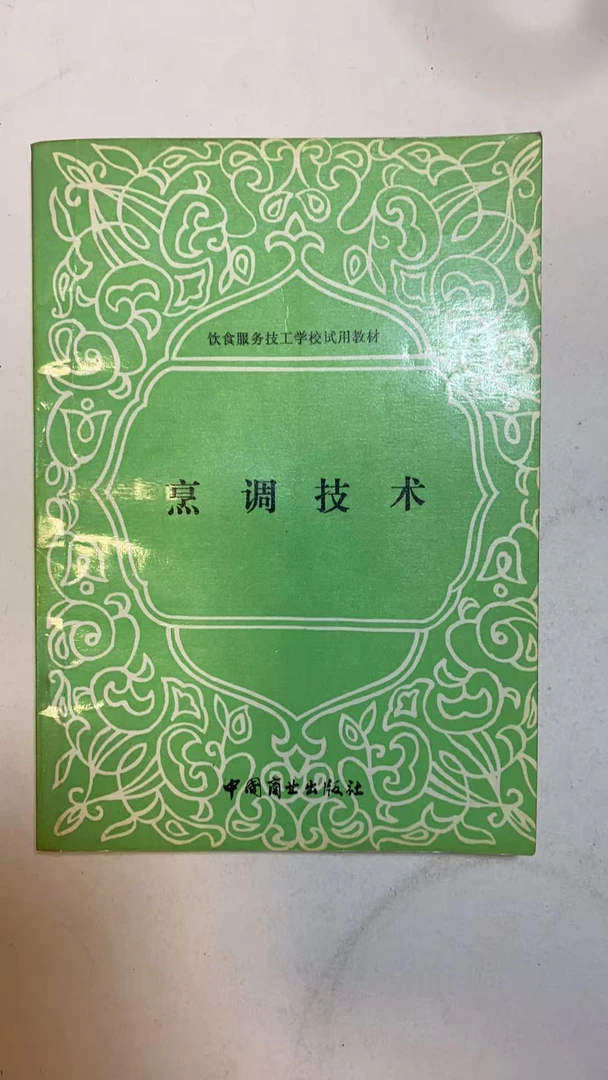 饮食服务技工学校试用教材
烹调技术
中国商业出版社